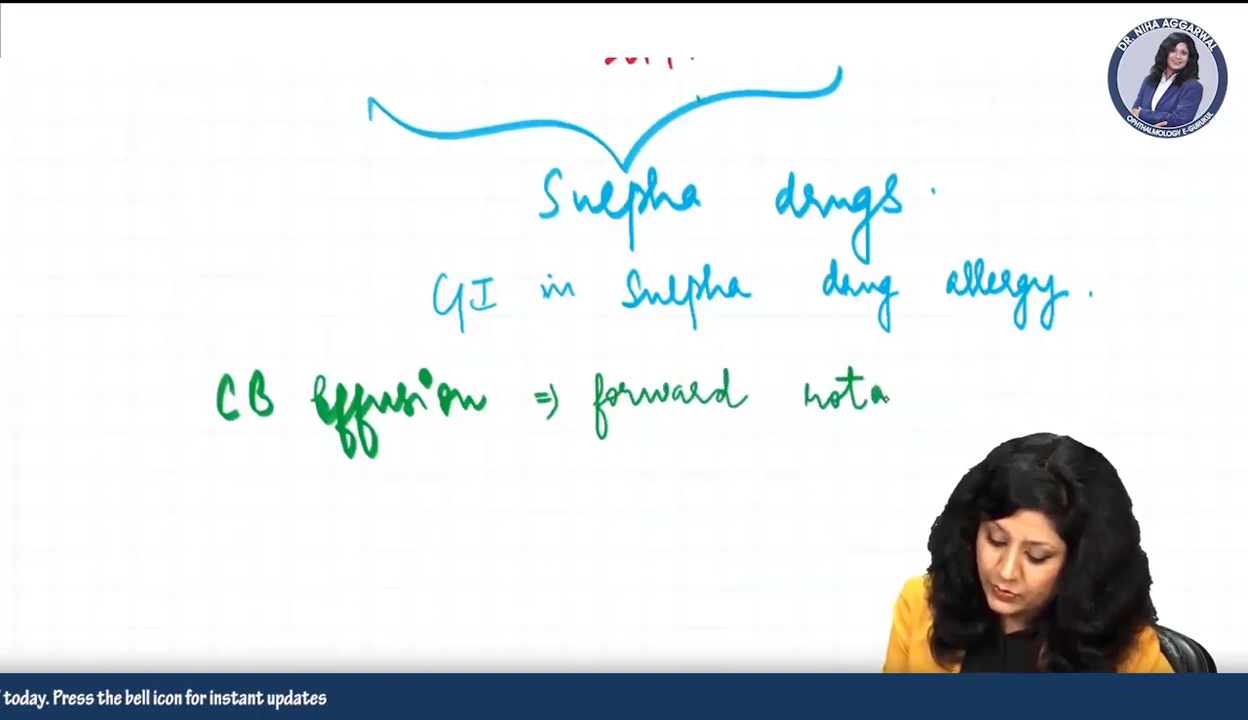 DR. NIHA AGGARWAL
OPHTHALMOLOGY E-GURUKUL
Sulpha drugs.
CI in Sulpha drug allergy.
CB Effusion ⇒ forward rota
today. Press the bell icon for instant updates